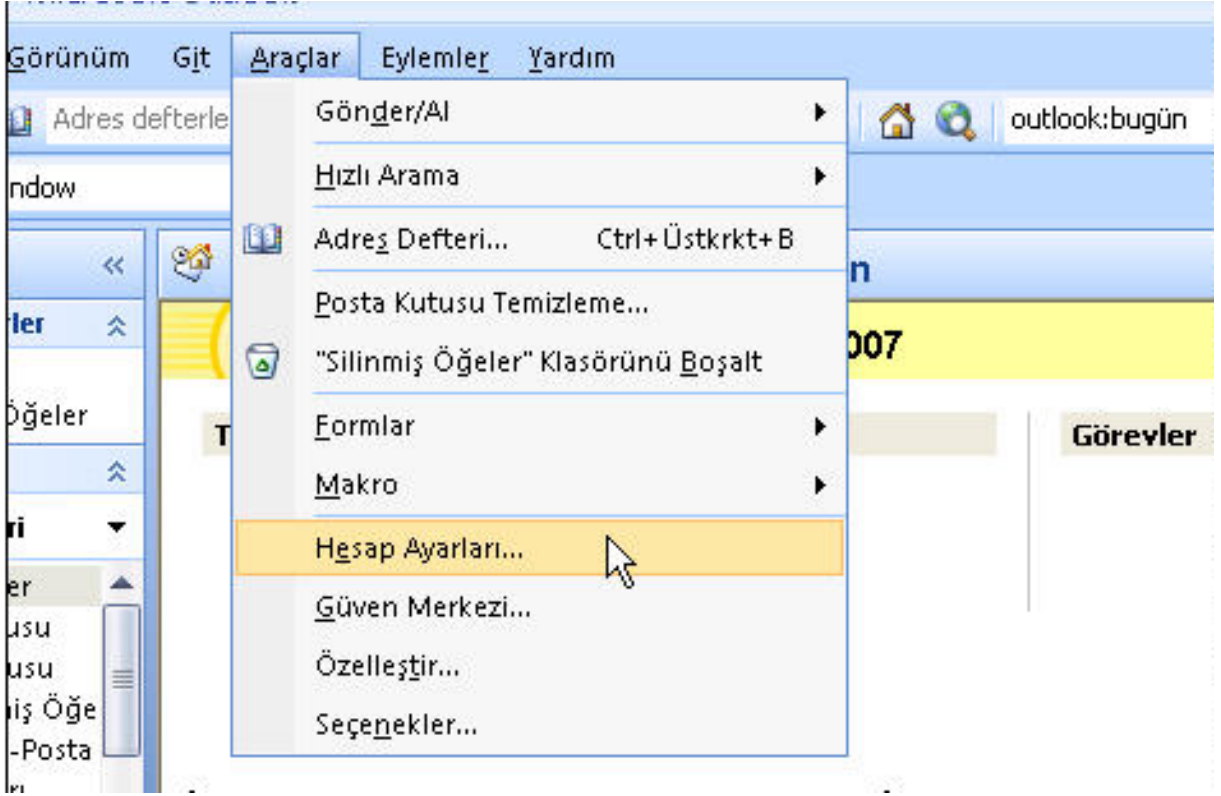 Görünüm Git Araçlar Eylemler Yardım
Adres defterle
outlook:bugün
ndow
Gönder/Al
Hızlı Arama
Adres Defteri... Ctrl+Üstkrkt+B
Posta Kutusu Temizleme...
"Silinmiş Öğeler" Klasörünü Boşalt
Formlar
Makro
Hesap Ayarları...
Güven Merkezi...
Özelleştir...
Seçenekler...
n
007
Görevler
ler
Öğeler
T
ri
er
usu
usu
iş Öğe
-Posta